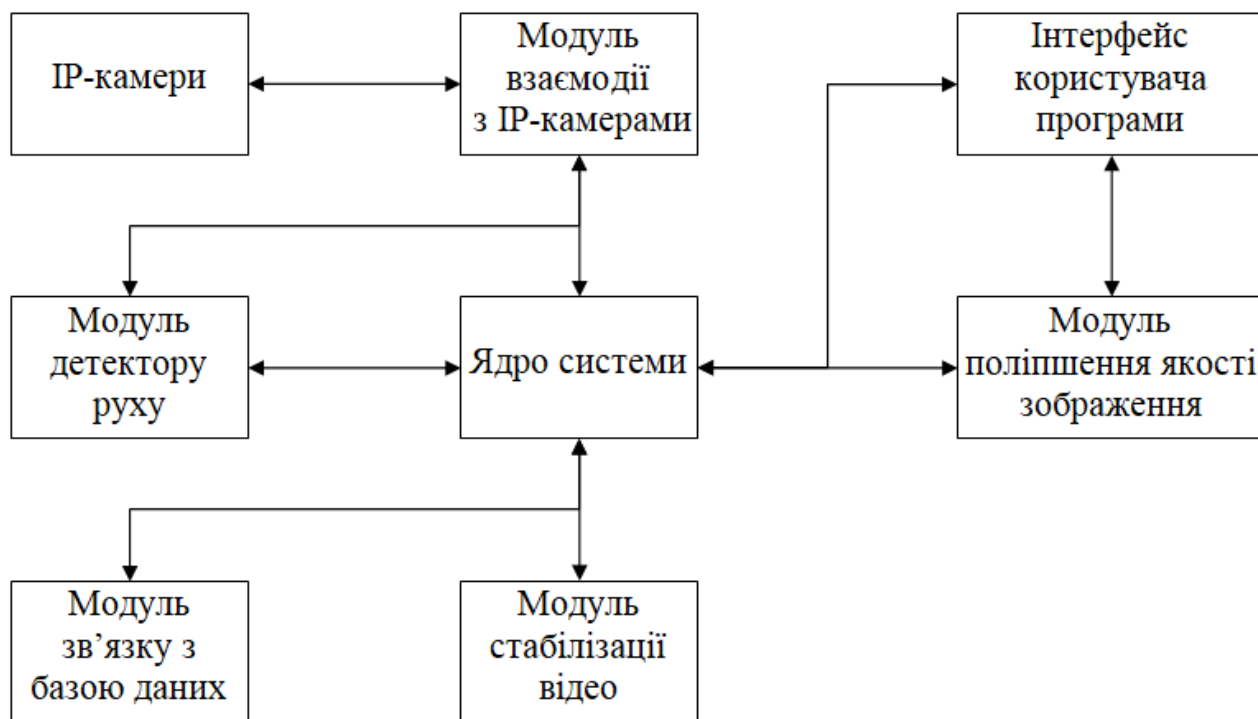 IP-камери
Модуль
взаємодії
з IP-камерами
Інтерфейс
користувача
програми
Модуль
детектору
руху
Ядро системи
Модуль
поліпшення якості
зображення
Модуль
зв’язку з
базою даних
Модуль
стабілізації
відео